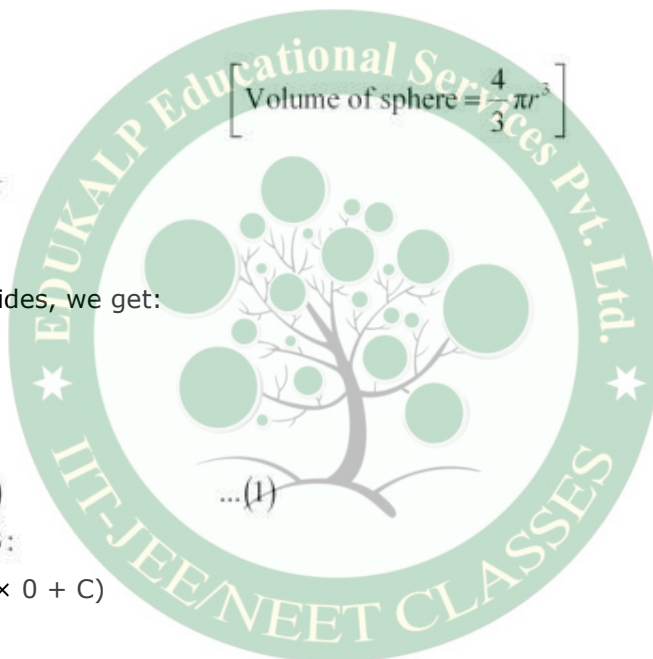 EDUKALP Educational Services Pvt. Ltd.
[Volume of sphere = 4/3 πr³]
ides, we get:
...(1)
)
:
× 0 + C)
IIT-JEE/NEET CLASSES